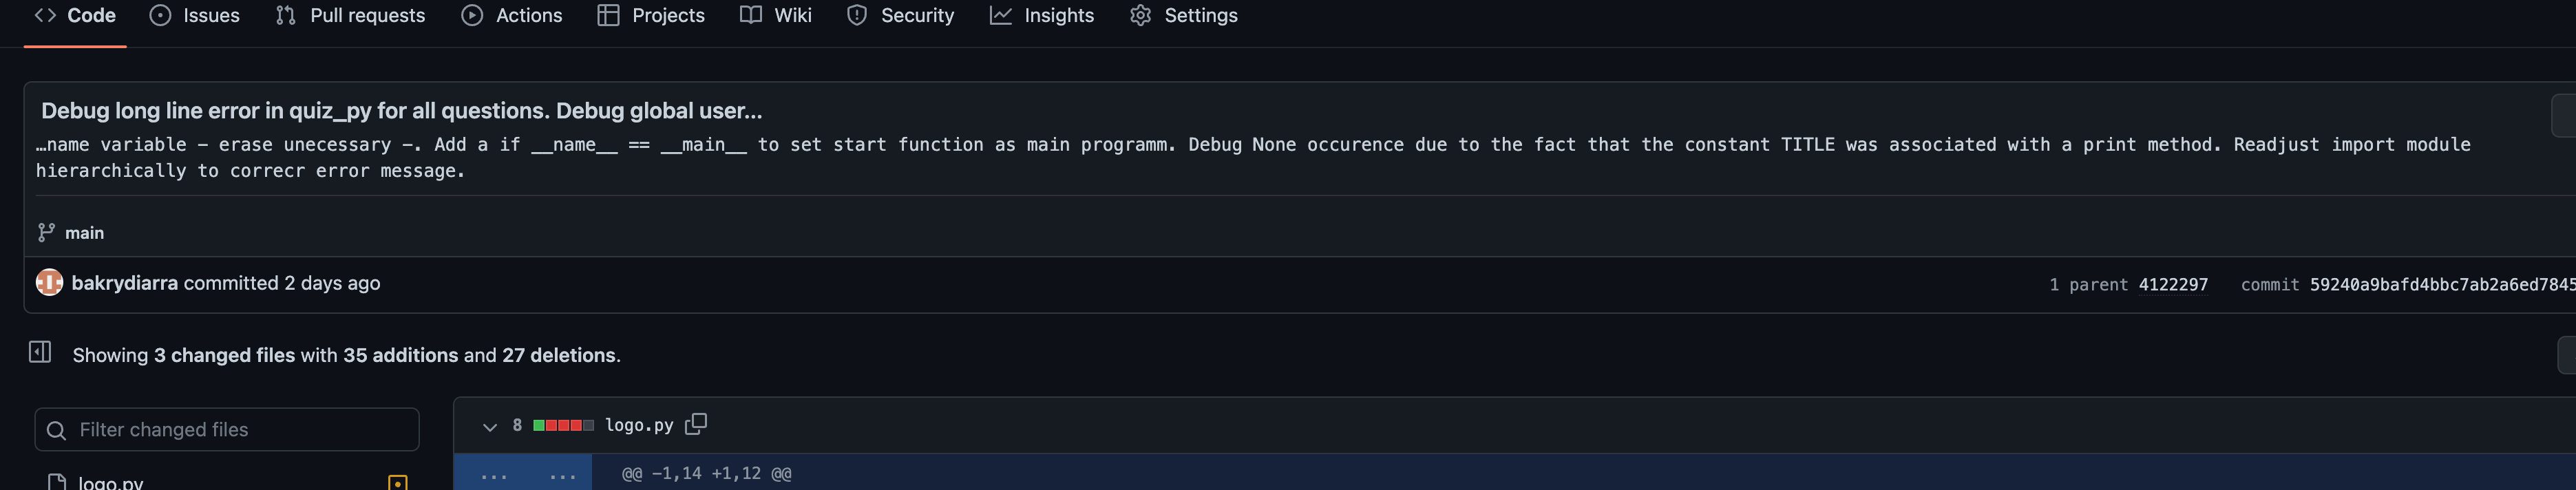 Code Issues Pull requests Actions Projects Wiki Security Insights Settings
Debug long line error in quiz_py for all questions. Debug global user...
…name variable - erase unecessary -. Add a if __name__ == __main__ to set start function as main programm. Debug None occurence due to the fact that the constant TITLE was associated with a print method. Readjust import module
hierarchically to correcr error message.
main
bakrydiarra committed 2 days ago
1 parent 4122297 commit 59240a9bafd4bbc7ab2a6ed7845
Showing 3 changed files with 35 additions and 27 deletions.
Filter changed files
8 logo.py
logo.py
... ... @@ -1,14 +1,12 @@